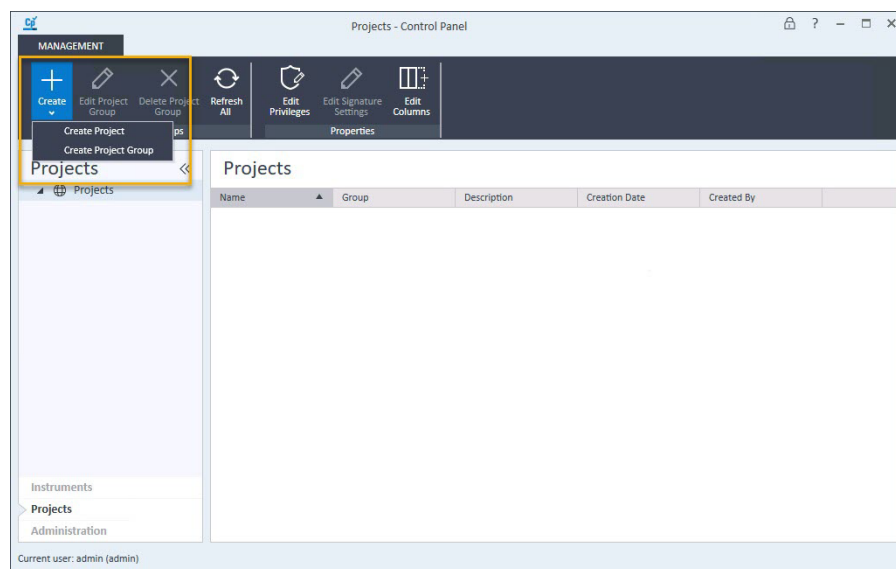 Cp
Projects - Control Panel
?
MANAGEMENT
Create
Edit Project
Group
Delete Project
Group
Refresh
All
Edit
Privileges
Edit Signature
Settings
Edit
Columns
Create Project
Create Project Group
ps
Properties
Projects
Projects
Projects
Name
Group
Description
Creation Date
Created By
Instruments
Projects
Administration
Current user: admin (admin)